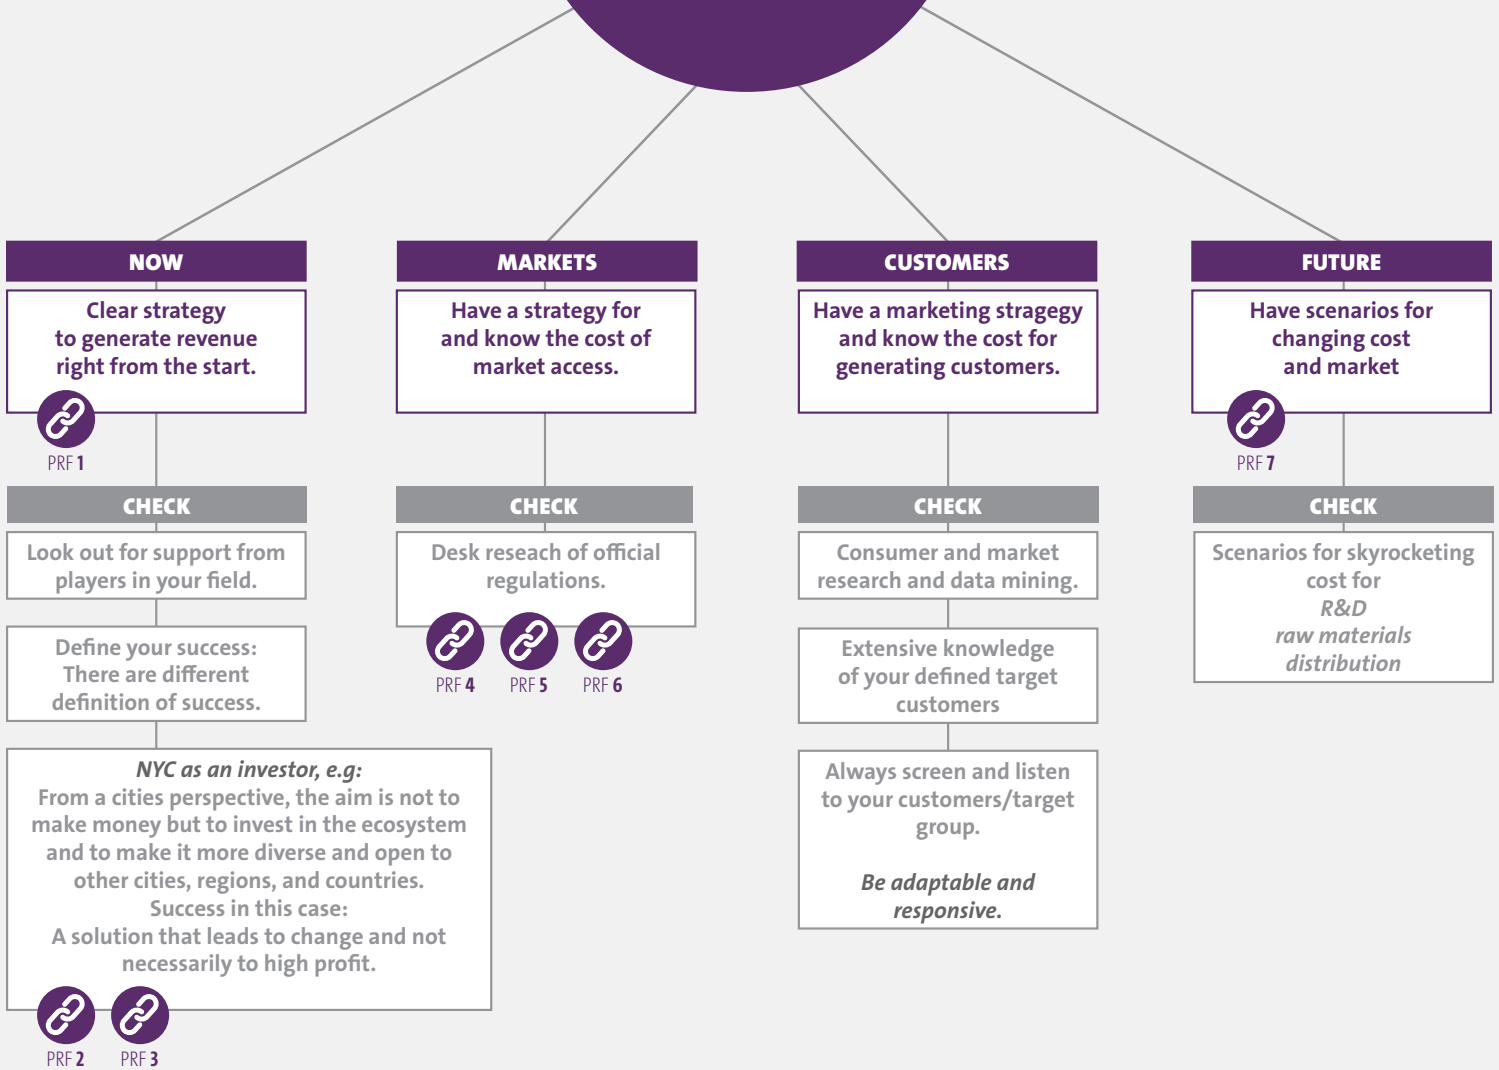 NOW
Clear strategy
to generate revenue
right from the start.
PRF 1
CHECK
Look out for support from
players in your field.
Define your success:
There are different
definition of success.
NYC as an investor, e.g:
From a cities perspective, the aim is not to
make money but to invest in the ecosystem
and to make it more diverse and open to
other cities, regions, and countries.
Success in this case:
A solution that leads to change and not
necessarily to high profit.
PRF 2
PRF 3
MARKETS
Have a strategy for
and know the cost of
market access.
CHECK
Desk reseach of official
regulations.
PRF 4
PRF 5
PRF 6
CUSTOMERS
Have a marketing stragegy
and know the cost for
generating customers.
CHECK
Consumer and market
research and data mining.
Extensive knowledge
of your defined target
customers
Always screen and listen
to your customers/target
group.
Be adaptable and
responsive.
FUTURE
Have scenarios for
changing cost
and market
PRF 7
CHECK
Scenarios for skyrocketing
cost for
R&D
raw materials
distribution